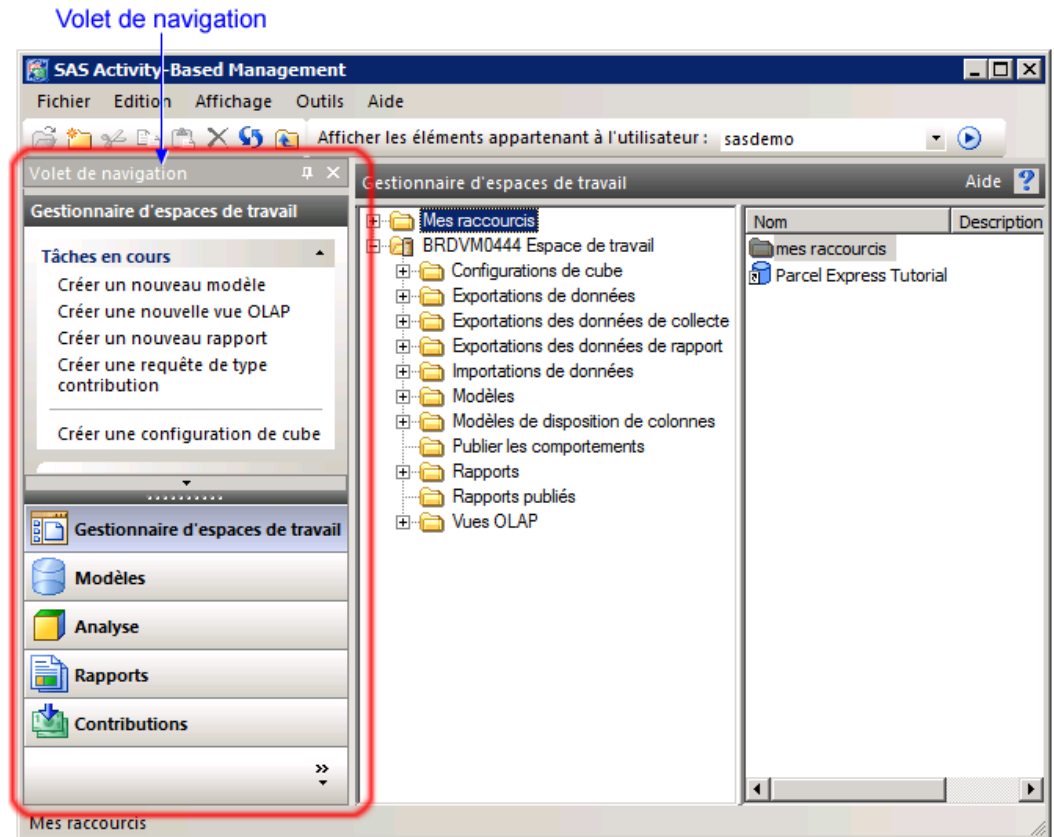 Volet de navigation
SAS Activity-Based Management
Fichier Edition Affichage Outils Aide
Afficher les éléments appartenant à l'utilisateur : sasdemo
Volet de navigation
Gestionnaire d'espaces de travail
Tâches en cours
Créer un nouveau modèle
Créer une nouvelle vue OLAP
Créer un nouveau rapport
Créer une requête de type
contribution
Créer une configuration de cube
Gestionnaire d'espaces de travail
Modèles
Analyse
Rapports
Contributions
Gestionnaire d'espaces de travail
Aide
Mes raccourcis
BRDVM0444 Espace de travail
Configurations de cube
Exportations de données
Exportations des données de collecte
Exportations des données de rapport
Importations de données
Modèles
Modèles de disposition de colonnes
Publier les comportements
Rapports
Rapports publiés
Vues OLAP
Nom Description
mes raccourcis
Parcel Express Tutorial
Mes raccourcis